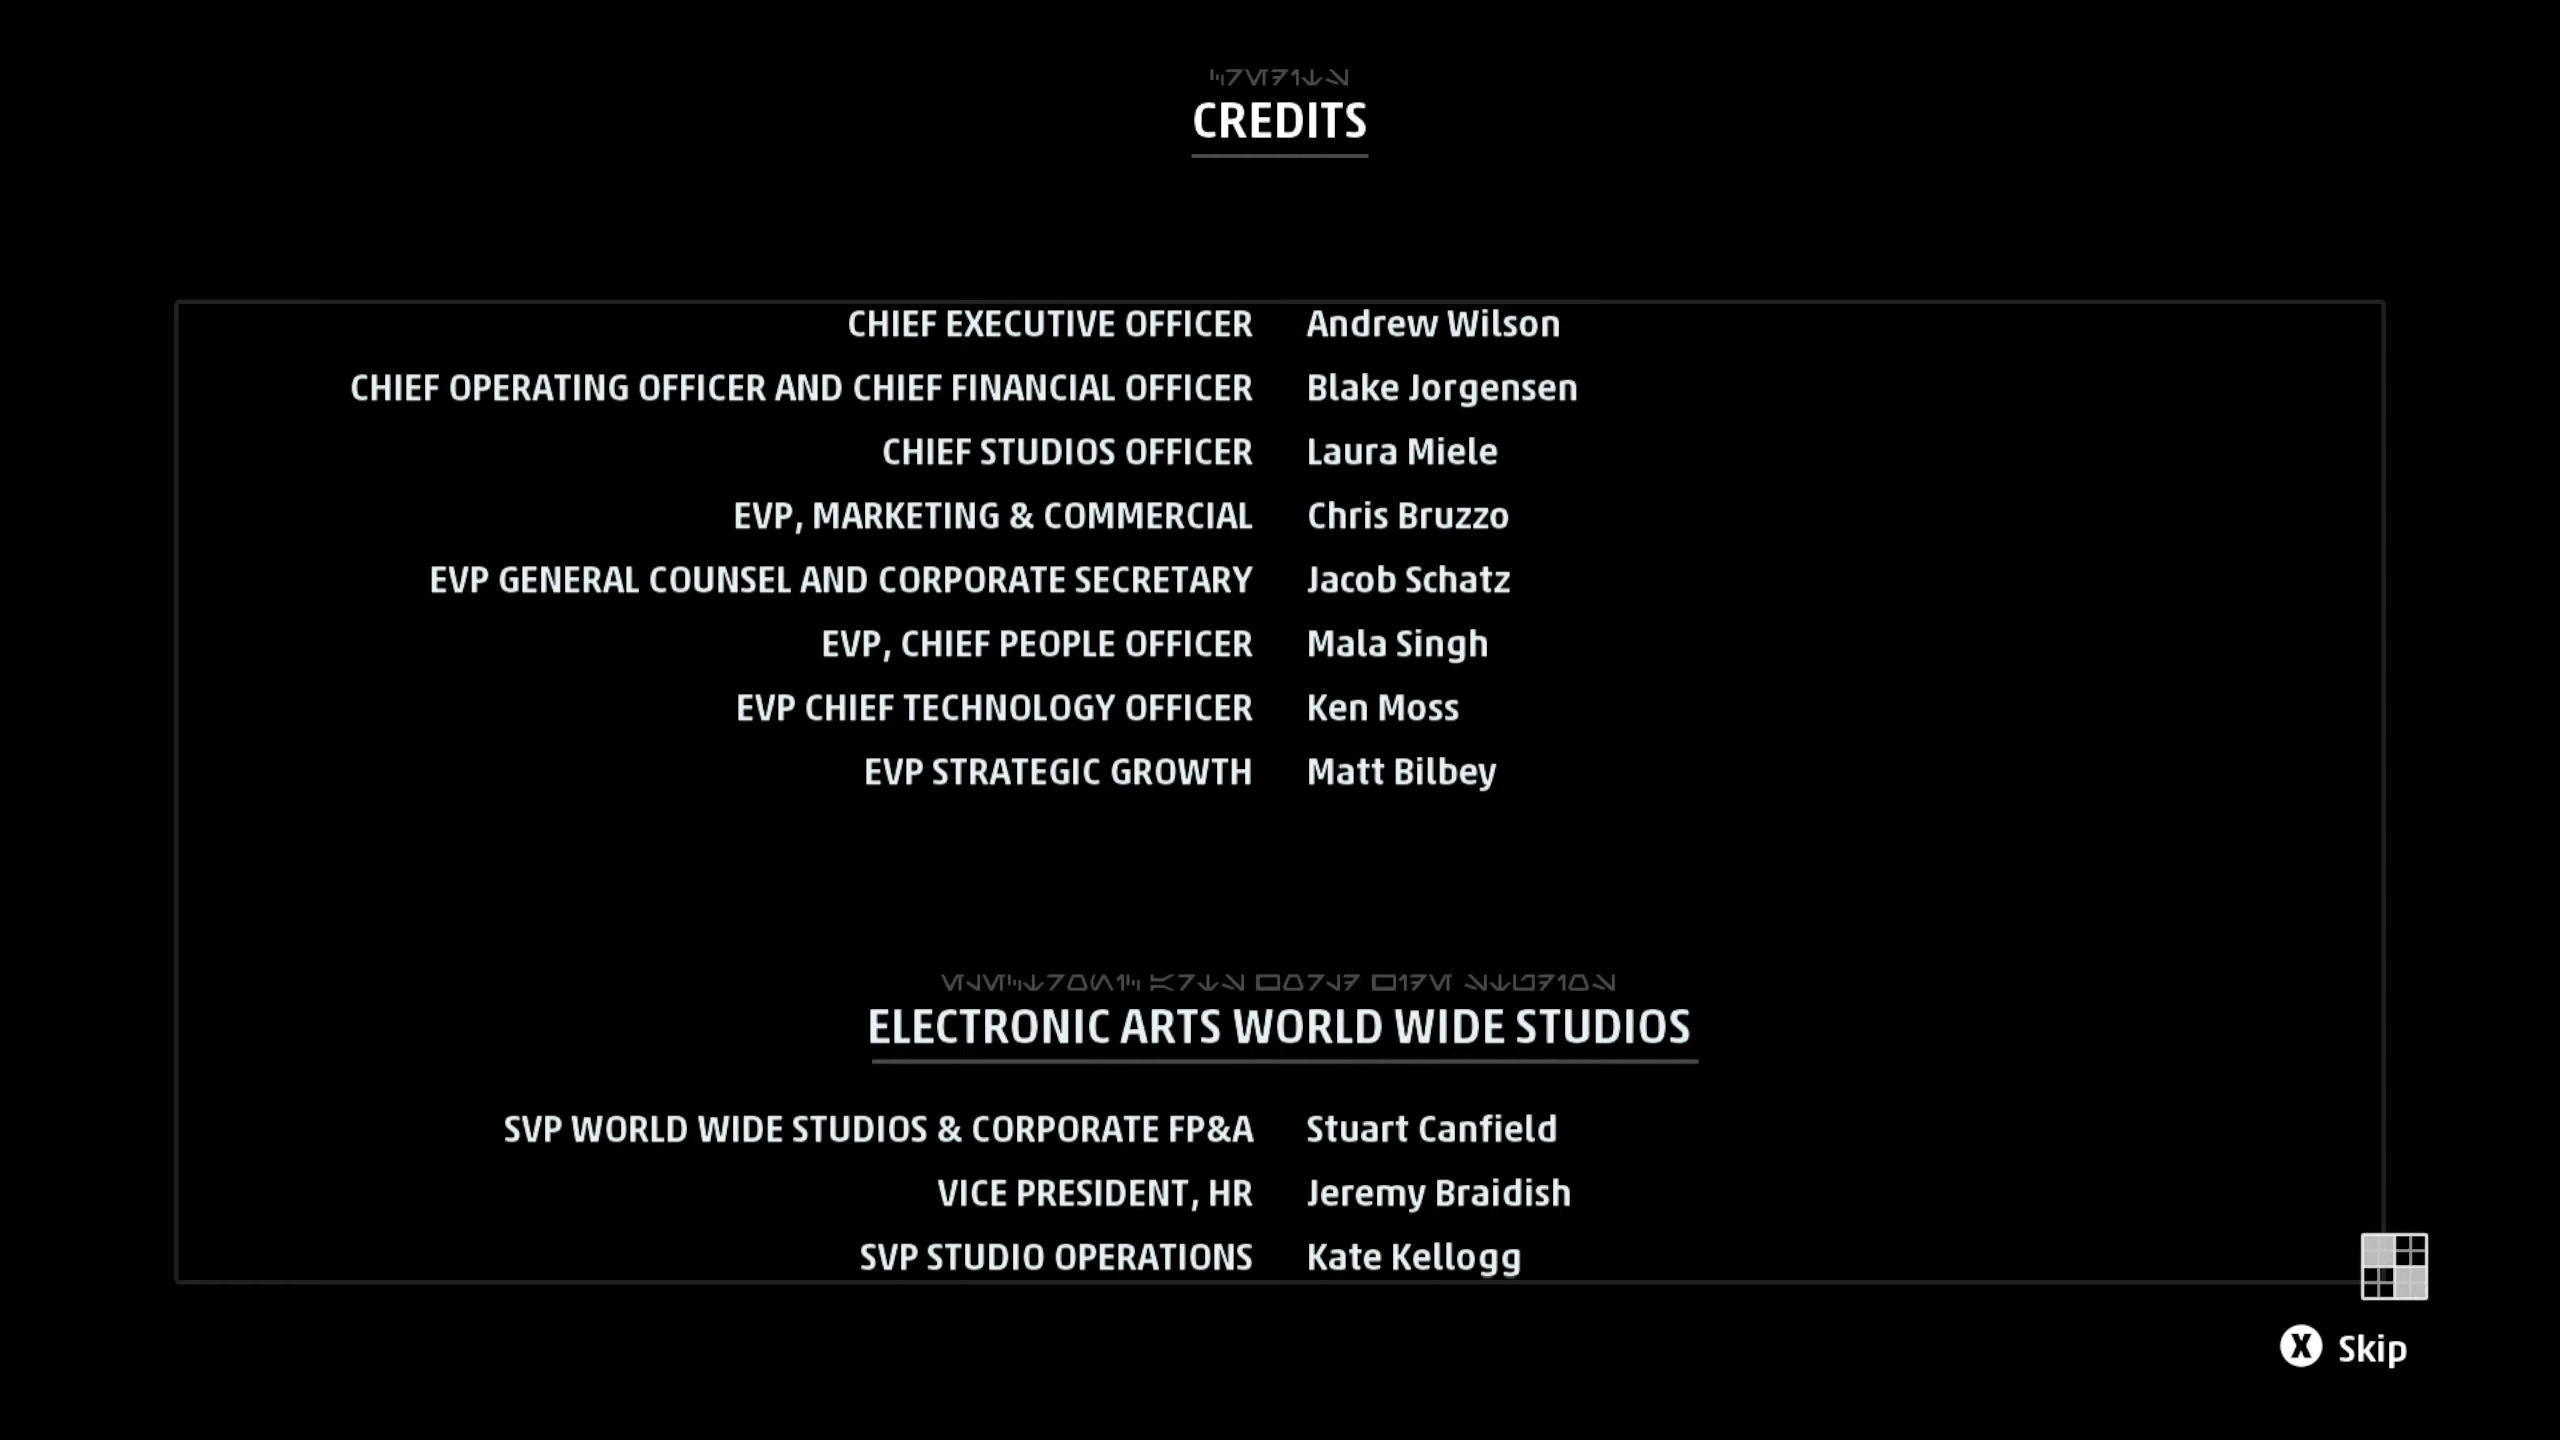 CREDITS
CHIEF EXECUTIVE OFFICER Andrew Wilson
CHIEF OPERATING OFFICER AND CHIEF FINANCIAL OFFICER Blake Jorgensen
CHIEF STUDIOS OFFICER Laura Miele
EVP, MARKETING & COMMERCIAL Chris Bruzzo
EVP GENERAL COUNSEL AND CORPORATE SECRETARY Jacob Schatz
EVP, CHIEF PEOPLE OFFICER Mala Singh
EVP CHIEF TECHNOLOGY OFFICER Ken Moss
EVP STRATEGIC GROWTH Matt Bilbey
ELECTRONIC ARTS WORLD WIDE STUDIOS
SVP WORLD WIDE STUDIOS & CORPORATE FP&A Stuart Canfield
VICE PRESIDENT, HR Jeremy Braidish
SVP STUDIO OPERATIONS Kate Kellogg
X Skip